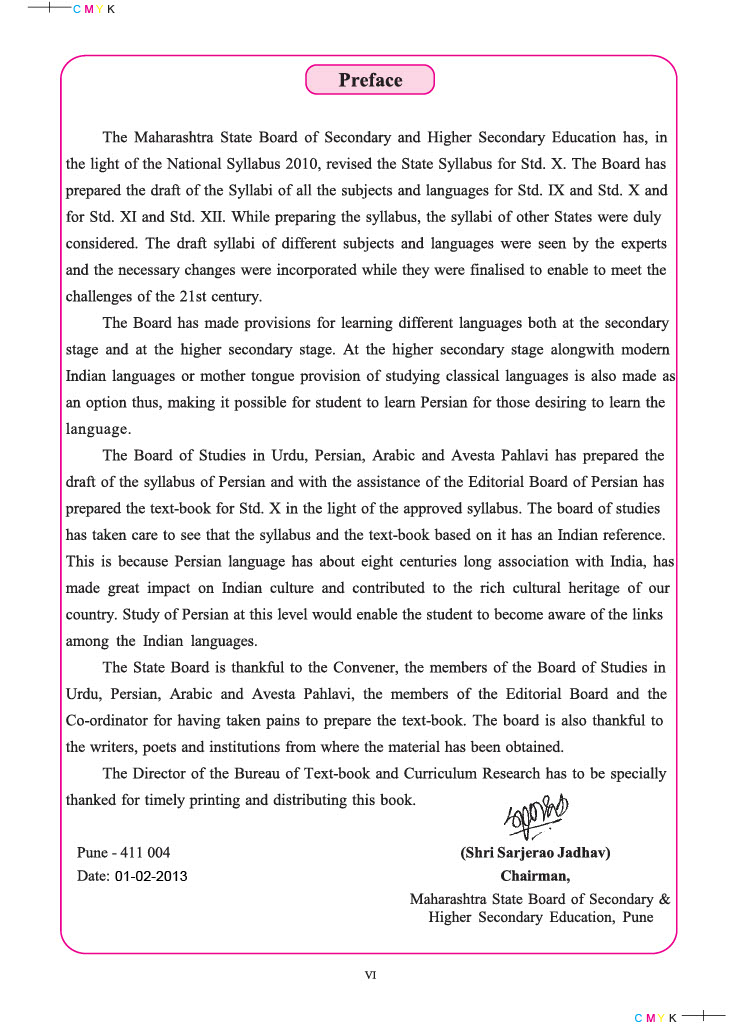 C M Y K
Preface
The Maharashtra State Board of Secondary and Higher Secondary Education has, in
the light of the National Syllabus 2010, revised the State Syllabus for Std. X. The Board has
prepared the draft of the Syllabi of all the subjects and languages for Std. IX and Std. X and
for Std. XI and Std. XII. While preparing the syllabus, the syllabi of other States were duly
considered. The draft syllabi of different subjects and languages were seen by the experts
and the necessary changes were incorporated while they were finalised to enable to meet the
challenges of the 21st century.
The Board has made provisions for learning different languages both at the secondary
stage and at the higher secondary stage. At the higher secondary stage alongwith modern
Indian languages or mother tongue provision of studying classical languages is also made as
an option thus, making it possible for student to learn Persian for those desiring to learn the
language.
The Board of Studies in Urdu, Persian, Arabic and Avesta Pahlavi has prepared the
draft of the syllabus of Persian and with the assistance of the Editorial Board of Persian has
prepared the text-book for Std. X in the light of the approved syllabus. The board of studies
has taken care to see that the syllabus and the text-book based on it has an Indian reference.
This is because Persian language has about eight centuries long association with India, has
made great impact on Indian culture and contributed to the rich cultural heritage of our
country. Study of Persian at this level would enable the student to become aware of the links
among the Indian languages.
The State Board is thankful to the Convener, the members of the Board of Studies in
Urdu, Persian, Arabic and Avesta Pahlavi, the members of the Editorial Board and the
Co-ordinator for having taken pains to prepare the text-book. The board is also thankful to
the writers, poets and institutions from where the material has been obtained.
The Director of the Bureau of Text-book and Curriculum Research has to be specially
thanked for timely printing and distributing this book.
Pune - 411 004
(Shri Sarjerao Jadhav)
Date: 01-02-2013
Chairman,
Maharashtra State Board of Secondary &
Higher Secondary Education, Pune
VI
C M Y K